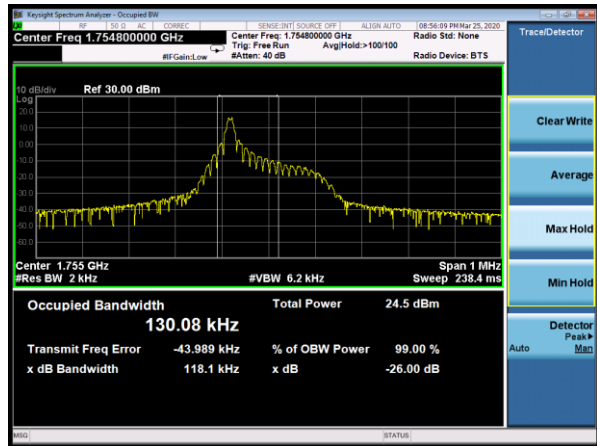 Keysight Spectrum Analyzer - Occupied BW
RF 50 Ω AC CORREC SENSE:INT SOURCE OFF ALIGN AUTO 08:56:09 PM Mar 25, 2020
Center Freq 1.754800000 GHz
Center Freq: 1.754800000 GHz
Radio Std: None
Trig: Free Run Avg|Hold:>100/100
#IFGain:Low #Atten: 40 dB
Radio Device: BTS
Trace/Detector
10 dB/div Ref 30.00 dBm
Log
20.0
10.0
0.00
-10.0
-20.0
-30.0
-40.0
-50.0
-60.0
Center 1.755 GHz Span 1 MHz
#Res BW 2 kHz #VBW 6.2 kHz Sweep 238.4 ms
Occupied Bandwidth Total Power 24.5 dBm
130.08 kHz
Transmit Freq Error -43.989 kHz % of OBW Power 99.00 %
x dB Bandwidth 118.1 kHz x dB -26.00 dB
Clear Write
Average
Max Hold
Min Hold
Detector
Peak▶
Auto Man
MSG STATUS